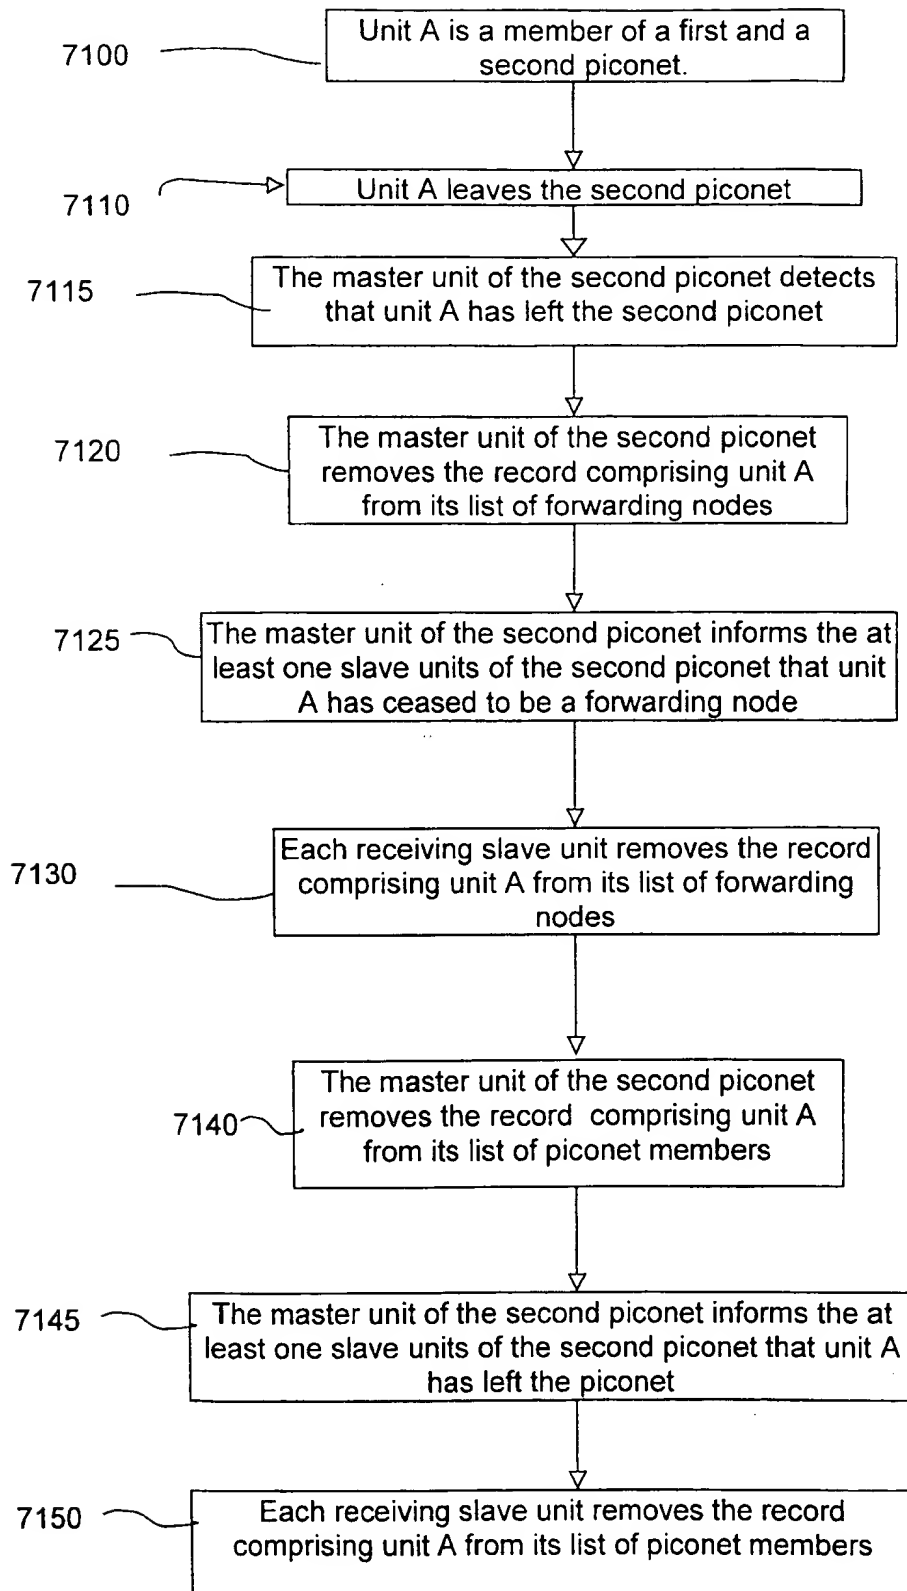 7100
Unit A is a member of a first and a
second piconet.
7110
Unit A leaves the second piconet
7115
The master unit of the second piconet detects
that unit A has left the second piconet
7120
The master unit of the second piconet
removes the record comprising unit A
from its list of forwarding nodes
7125
The master unit of the second piconet informs the at
least one slave units of the second piconet that unit
A has ceased to be a forwarding node
7130
Each receiving slave unit removes the record
comprising unit A from its list of forwarding
nodes
7140
The master unit of the second piconet
removes the record comprising unit A
from its list of piconet members
7145
The master unit of the second piconet informs the at
least one slave units of the second piconet that unit A
has left the piconet
7150
Each receiving slave unit removes the record
comprising unit A from its list of piconet members